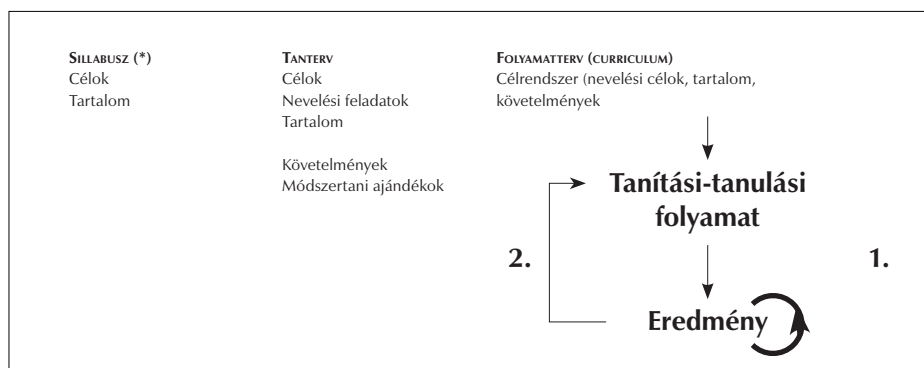 SILLABUSZ (*)
Célok
Tartalom
TANTERV
Célok
Nevelési feladatok
Tartalom
Követelmények
Módszertani ajándékok
FOLYAMATTERV (CURRICULUM)
Célrendszer (nevelési célok, tartalom,
követelmények
Tanítási-tanulási
folyamat
2.
1.
Eredmény